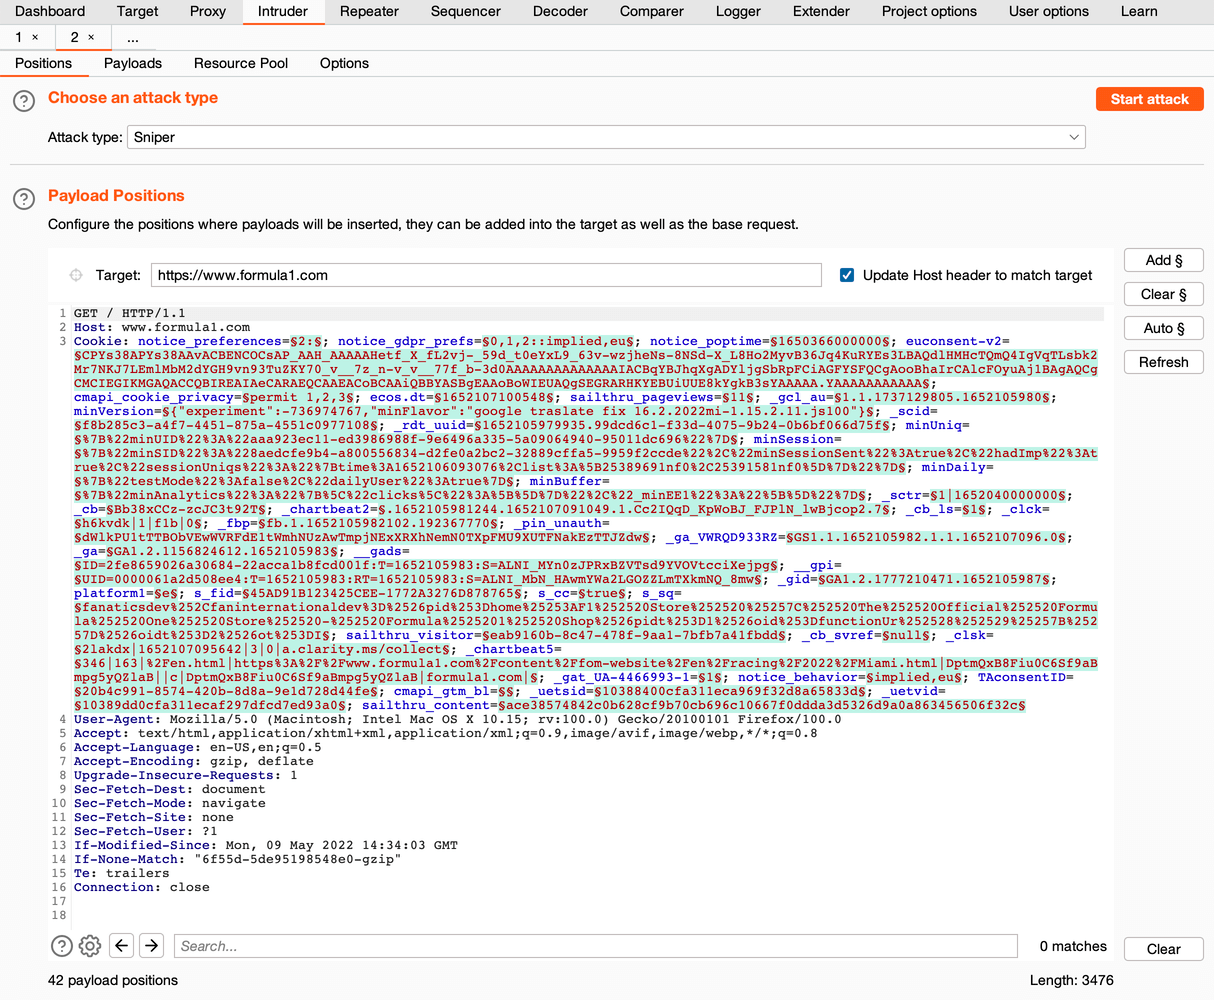 Dashboard Target Proxy Intruder Repeater Sequencer Decoder Comparer Logger Extender Project options User options Learn
1 × 2 × ...
Positions Payloads Resource Pool Options
? Choose an attack type Start attack
Attack type: Sniper
? Payload Positions
Configure the positions where payloads will be inserted, they can be added into the target as well as the base request.
Target: https://www.formula1.com Update Host header to match target Add §
Clear §
Auto §
Refresh
1 GET / HTTP/1.1
2 Host: www.formula1.com
3 Cookie: notice_preferences=§2:§; notice_gdpr_prefs=§0,1,2::implied,eu§; notice_poptime=§1650366000000§; euconsent-v2=
§CPYs38APYs38AAvACBENCOCsAP_AAH_AAAAAHetf_X_fL2vj-_59d_t0eYxL9_63v-wzjheNs-8NSd-X_L8Ho2MyvB36Jq4KuRYEs3LBAQdlHMHcTQmQ4IgVqTLsbk2
Mr7NKJ7LEmlMbM2dYGH9vn93TuZKY70_v__7z_n-v_v__77f_b-3d0AAAAAAAAAAAAAAIACBqYBJhqXgADYljgSbRpFCiAGFYSFQCgAooBhaIrCAlcFOyuAj1BAgAQCg
CMCIEGIKMGAQACCQBIREAIAeCARAEQCAAEACoBCAAiQBBYASBgEAAoBoWIEUAQgSEGRARHKYEBUiUUE8kYgkB3sYAAAAA.YAAAAAAAAAAA§;
cmapi_cookie_privacy=§permit 1,2,3§; ecos.dt=§1652107100548§; sailthru_pageviews=§11§; _gcl_au=§1.1.1737129805.1652105980§;
minVersion=§{"experiment":-736974767,"minFlavor":"google traslate fix 16.2.2022mi-1.15.2.11.js100"}§; _scid=
§f8b285c3-a4f7-4451-875a-4551c0977108§; _rdt_uuid=§1652105979935.99dcd6c1-f33d-4075-9b24-0b6bf066d75f§; minUniq=
§%7B%22minUID%22%3A%22aaa923ec11-ed3986988f-9e6496a335-5a09064940-95011dc696%22%7D§; minSession=
§%7B%22minSID%22%3A%228aedcfe9b4-a800556834-d2fe0a2bc2-32889cffa5-9959f2ccde%22%2C%22minSessionSent%22%3Atrue%2C%22hadImp%22%3At
rue%2C%22sessionUniqs%22%3A%22%7Btime%3A1652106093076%2Clist%3A%5B25389691nf0%2C25391581nf0%5D%7D%22%7D§; minDaily=
§%7B%22testMode%22%3Afalse%2C%22dailyUser%22%3Atrue%7D§; minBuffer=
§%7B%22minAnalytics%22%3A%22%7B%5C%22clicks%5C%22%3A%5B%5D%7D%22%2C%22_minEE1%22%3A%22%5B%5D%22%7D§; _sctr=§1|1652040000000§;
_cb=§Bb38xCCz-zcJC3t92T§; _chartbeat2=§.1652105981244.1652107091049.1.Cc2IQqD_KpWoBJ_FJPlN_lwBjcop2.7§; _cb_ls=§1§; _clck=
§h6kvdk|1|f1b|0§; _fbp=§fb.1.1652105982102.192367770§; _pin_unauth=
§dWlkPU1tTTBObVEwWVRFdE1tWmhNUzAwTmpjNExXRXhNemN0TXpFMU9XUTFNakEzTTJZdw§; _ga_VWRQD933RZ=§GS1.1.1652105982.1.1.1652107096.0§;
_ga=§GA1.2.1156824612.1652105983§; __gads=
§ID=2fe8659026a30684-22acca1b8fcd001f:T=1652105983:S=ALNI_MYn0zJPRxBZVTsd9YVOVtcciXejpg§; __gpi=
§UID=0000061a2d508ee4:T=1652105983:RT=1652105983:S=ALNI_MbN_HAwmYWa2LGOZZLmTXkmNQ_8mw§; _gid=§GA1.2.1777210471.1652105987§;
platform1=§e§; s_fid=§45AD91B123425CEE-1772A3276D878765§; s_cc=§true§; s_sq=
§fanaticsdev%252Cfaninternationaldev%3D%2526pid%253Dhome%25253AF1%252520Store%252520%25257C%252520The%252520Official%252520Formu
la%252520One%252520Store%252520-%252520Formula%2525201%252520Shop%2526pidt%253D1%2526oid%253DfunctionUr%252528%252529%25257B%252
57D%2526oidt%253D2%2526ot%253DI§; sailthru_visitor=§eab9160b-8c47-478f-9aa1-7bfb7a41fbdd§; _cb_svref=§null§; _clsk=
§2lakdx|1652107095642|3|0|a.clarity.ms/collect§; _chartbeat5=
§346|163|%2Fen.html|https%3A%2F%2Fwww.formula1.com%2Fcontent%2Ffom-website%2Fen%2Fracing%2F2022%2FMiami.html|DptmQxB8Fiu0C6Sf9aB
mpg5yQZlaB||c|DptmQxB8Fiu0C6Sf9aBmpg5yQZlaB|formula1.com|§; _gat_UA-4466993-1=§1§; notice_behavior=§implied,eu§; TAconsentID=
§20b4c991-8574-420b-8d8a-9e1d728d44fe§; cmapi_gtm_bl=§§; _uetsid=§10388400cfa311eca969f32d8a65833d§; _uetvid=
§10389dd0cfa311ecaf297dfcd7ed93a0§; sailthru_content=§ace38574842c0b628cf9b70cb696c10667f0ddda3d5326d9a0a863456506f32c§
4 User-Agent: Mozilla/5.0 (Macintosh; Intel Mac OS X 10.15; rv:100.0) Gecko/20100101 Firefox/100.0
5 Accept: text/html,application/xhtml+xml,application/xml;q=0.9,image/avif,image/webp,*/*;q=0.8
6 Accept-Language: en-US,en;q=0.5
7 Accept-Encoding: gzip, deflate
8 Upgrade-Insecure-Requests: 1
9 Sec-Fetch-Dest: document
10 Sec-Fetch-Mode: navigate
11 Sec-Fetch-Site: none
12 Sec-Fetch-User: ?1
13 If-Modified-Since: Mon, 09 May 2022 14:34:03 GMT
14 If-None-Match: "6f55d-5de95198548e0-gzip"
15 Te: trailers
16 Connection: close
17
18
? Search... 0 matches Clear
42 payload positions Length: 3476